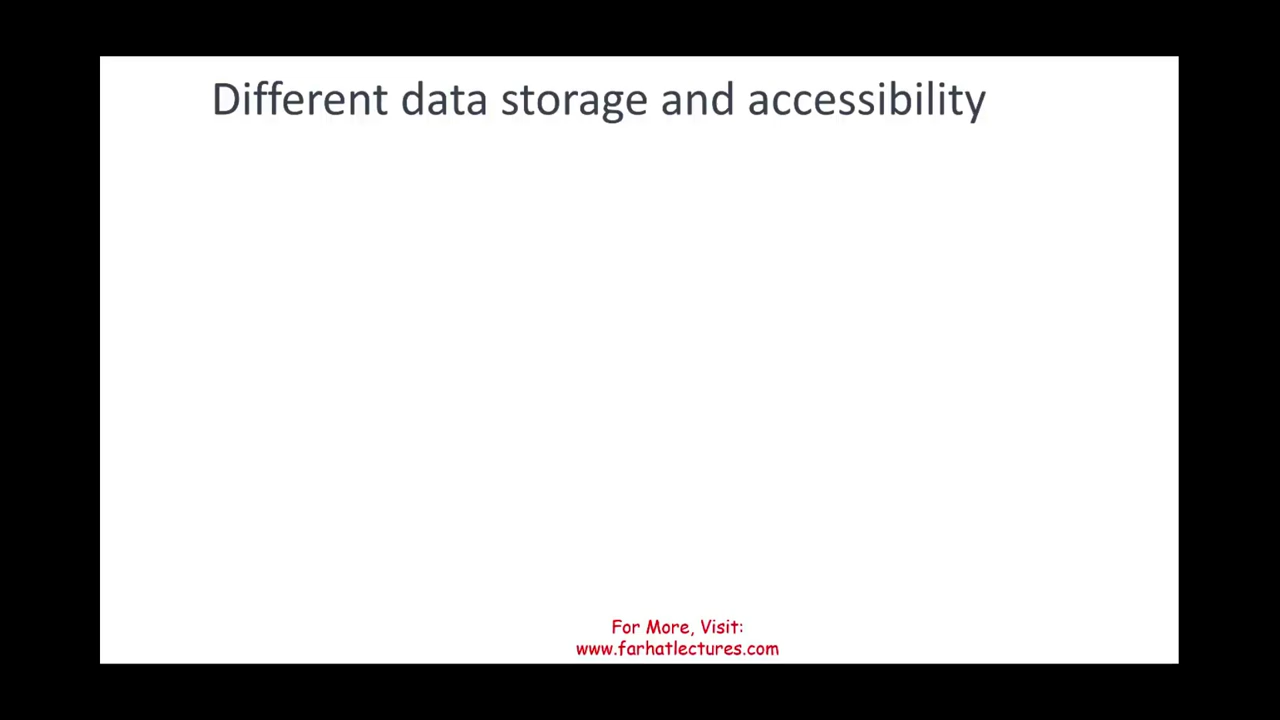 Different data storage and accessibility
For More, Visit:
www.farhatlectures.com